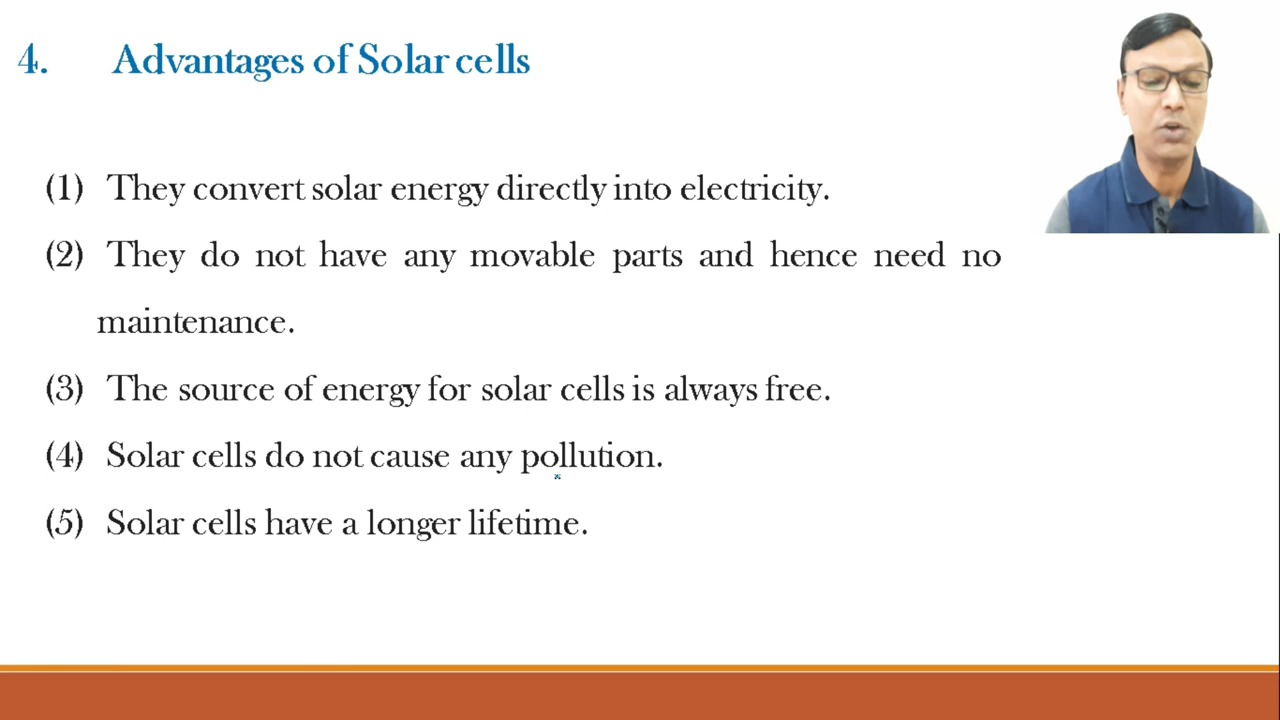 4. Advantages of Solar cells
(1) They convert solar energy directly into electricity.
(2) They do not have any movable parts and hence need no
maintenance.
(3) The source of energy for solar cells is always free.
(4) Solar cells do not cause any pollution.
(5) Solar cells have a longer lifetime.